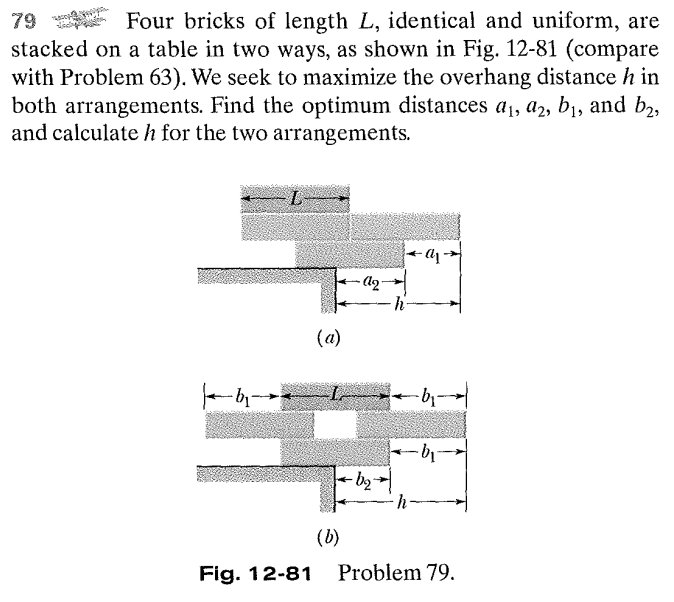 79 Four bricks of length L, identical and uniform, are
stacked on a table in two ways, as shown in Fig. 12-81 (compare
with Problem 63). We seek to maximize the overhang distance h in
both arrangements. Find the optimum distances a₁, a₂, b₁, and b₂,
and calculate h for the two arrangements.
L
a₁
a₂
h
(a)
b₁ L b₁
b₁
b₂
h
(b)
Fig. 12-81 Problem 79.